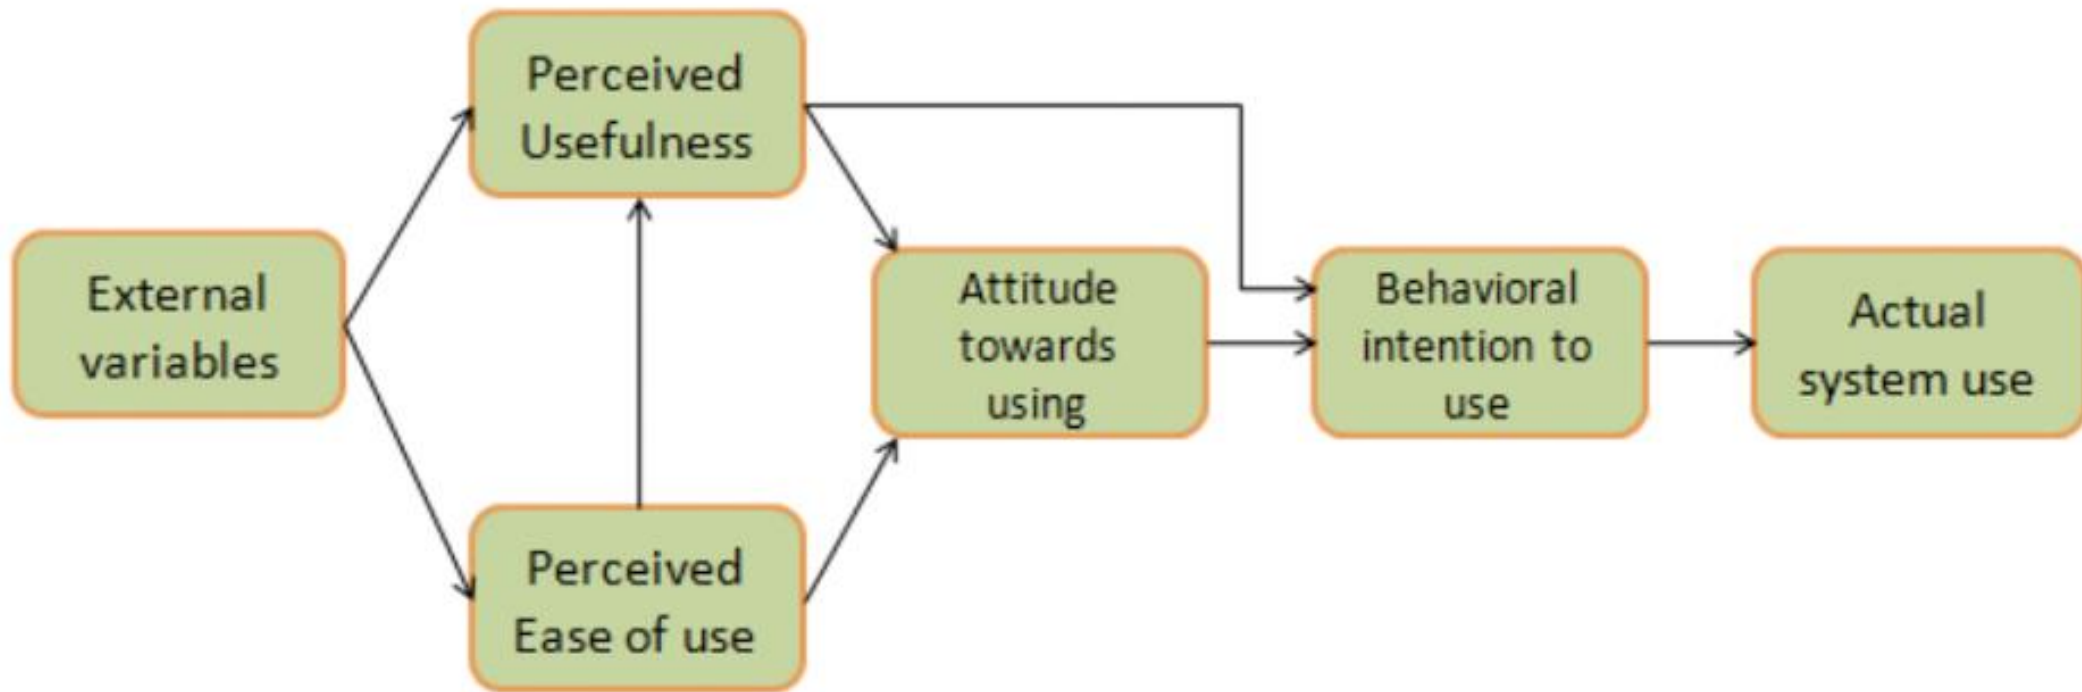 Perceived
Usefulness
External
variables
Attitude
towards
using
Behavioral
intention to
use
Actual
system use
Perceived
Ease of use